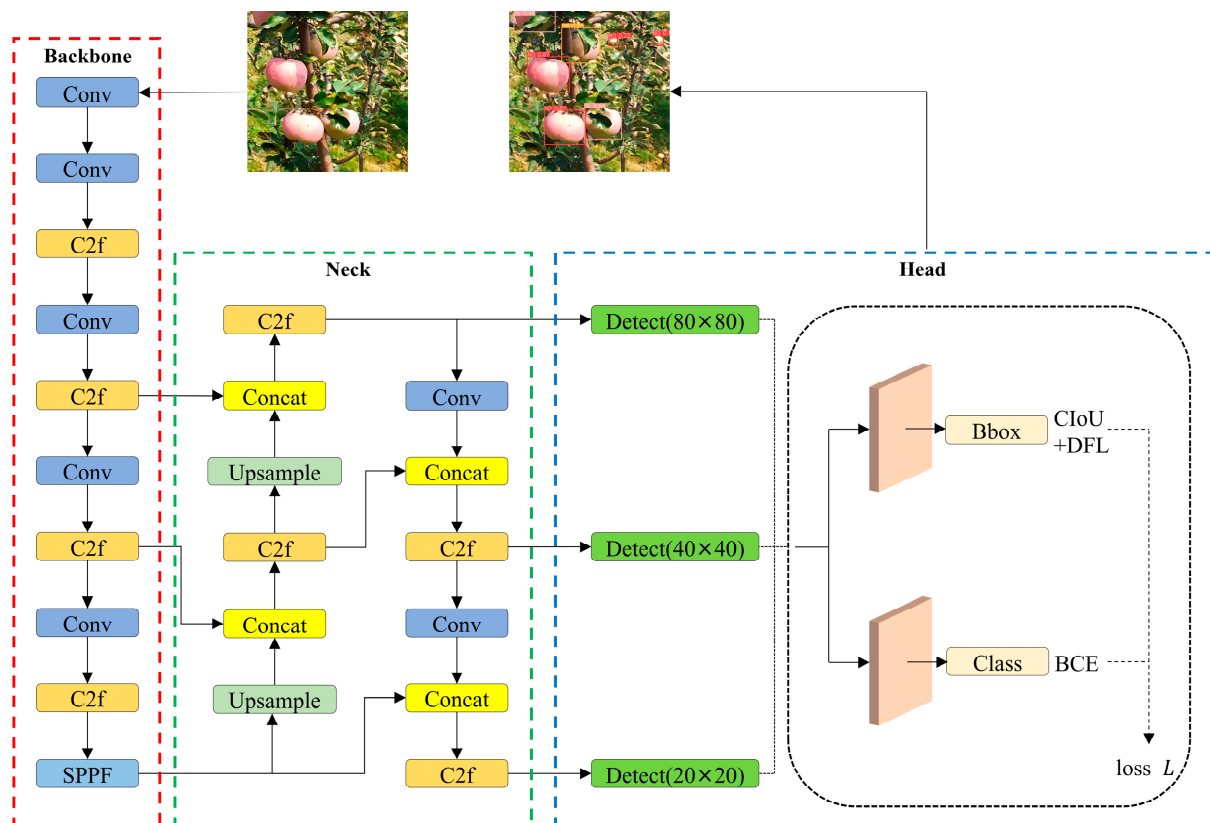 Backbone
Conv
Conv
C2f
Conv
C2f
Conv
C2f
Conv
C2f
SPPF
Neck
C2f
Concat
Upsample
C2f
Concat
Upsample
Conv
Concat
C2f
Conv
Concat
C2f
Head
Detect(80×80)
Detect(40×40)
Detect(20×20)
Bbox
CIoU
+DFL
Class
BCE
loss L